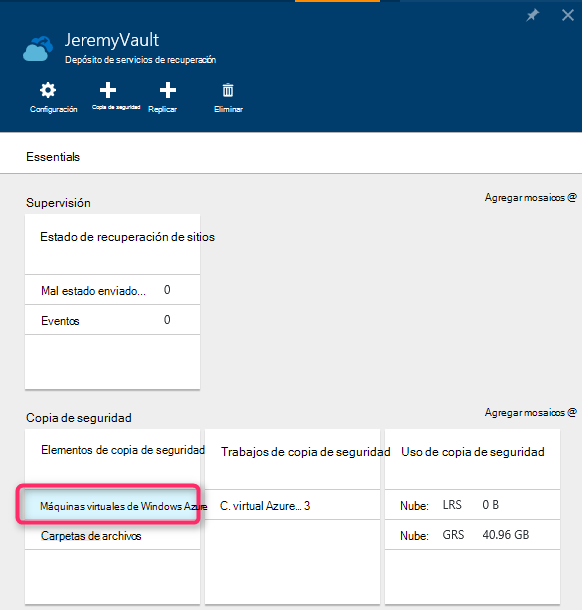 JeremyVault
Depósito de servicios de recuperación
Configuración
Copia de seguridad
Replicar
Eliminar
Essentials
Supervisión
Agregar mosaicos @
Estado de recuperación de sitios
Mal estado enviado... 0
Eventos 0
Copia de seguridad
Agregar mosaicos @
Elementos de copia de seguridad
Trabajos de copia de seguridad
Uso de copia de seguridad
Máquinas virtuales de Windows Azure
C. virtual Azure... 3
Nube: LRS 0 B
Carpetas de archivos
Nube: GRS 40.96 GB